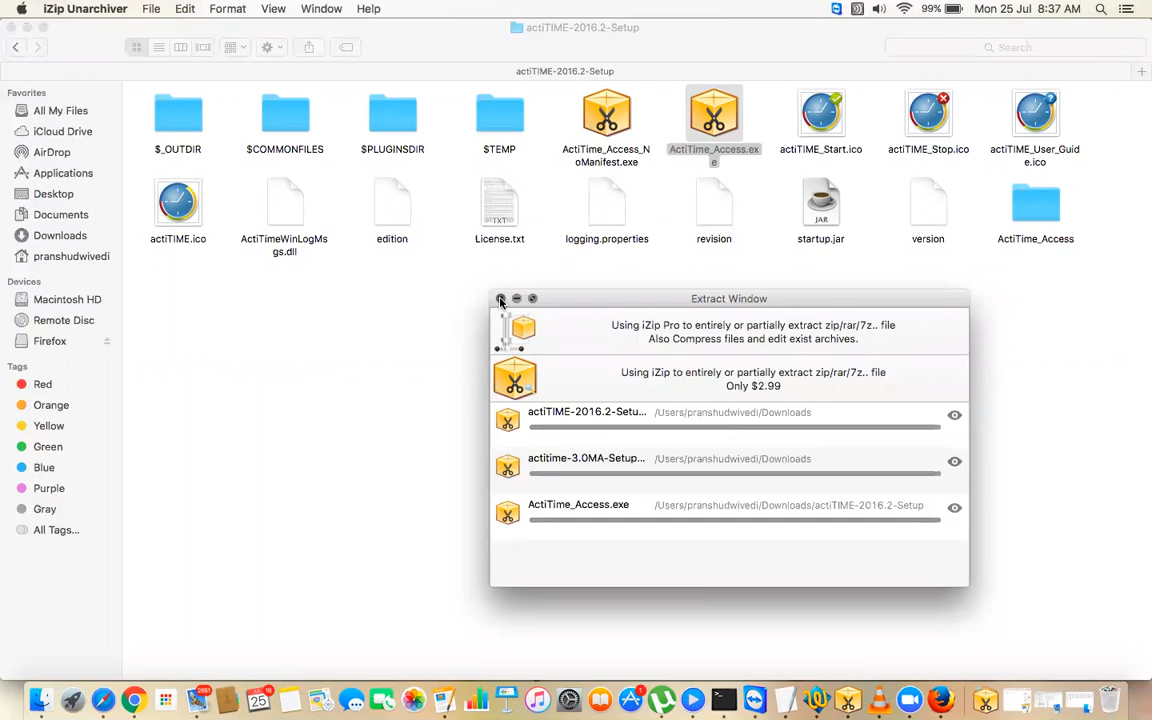 iZip Unarchiver File Edit Format View Window Help 99% Mon 25 Jul 8:37 AM
actiTIME-2016.2-Setup
Search
actiTIME-2016.2-Setup
Favorites
All My Files
iCloud Drive
AirDrop
Applications
Desktop
Documents
Downloads
pranshudwivedi
Devices
Macintosh HD
Remote Disc
Firefox
Tags
Red
Orange
Yellow
Green
Blue
Purple
Gray
All Tags...
$_OUTDIR
$COMMONFILES
$PLUGINSDIR
$TEMP
ActiTime_Access_N
oManifest.exe
ActiTime_Access.ex
e
actiTIME_Start.ico
actiTIME_Stop.ico
actiTIME_User_Gui
de.ico
actiTIME.ico
ActiTimeWinLogMs
gs.dll
edition
TXT
License.txt
logging.properties
revision
JAR
startup.jar
version
ActiTime_Access
Extract Window
Using iZip Pro to entirely or partially extract zip/rar/7z.. file
Also Compress files and edit exist archives.
Using iZip to entirely or partially extract zip/rar/7z.. file
Only $2.99
actiTIME-2016.2-Setu... /Users/pranshudwivedi/Downloads
actitime-3.0MA-Setup... /Users/pranshudwivedi/Downloads
ActiTime_Access.exe /Users/pranshudwivedi/Downloads/actiTIME-2016.2-Setup